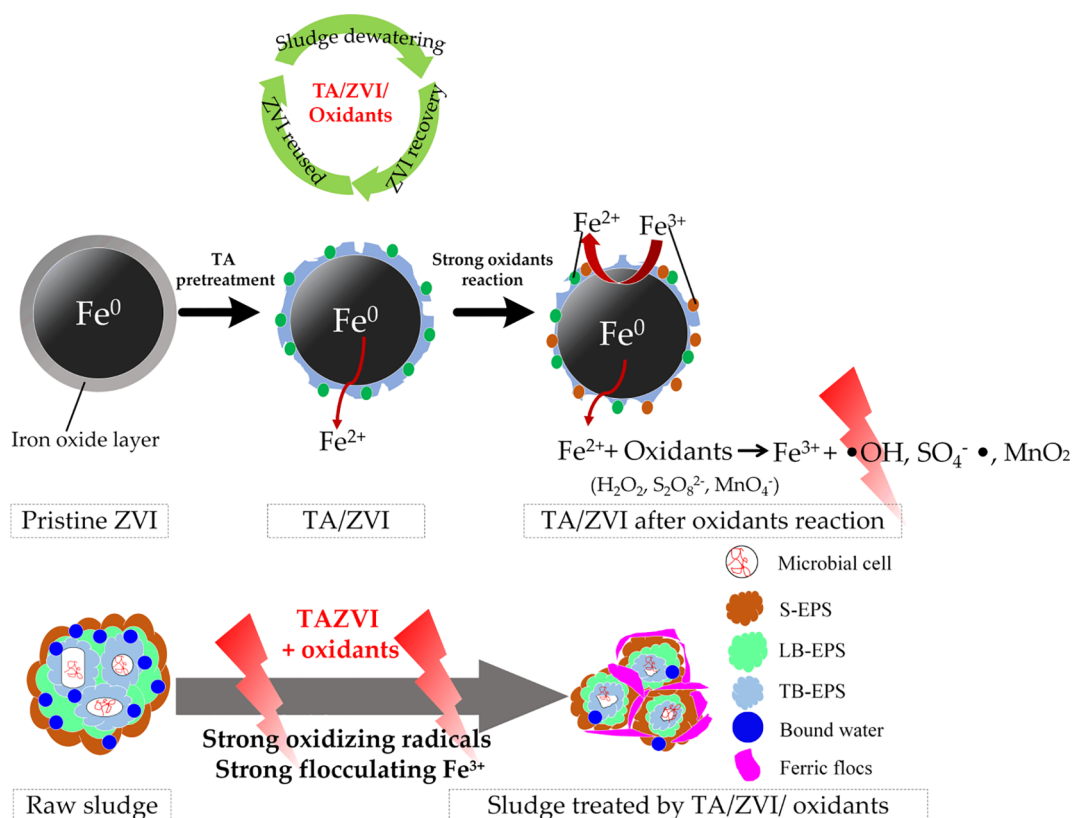 Sludge dewatering
TA/ZVI/
Oxidants
ZVI reused
ZVI recovery
Fe²⁺
Fe³⁺
TA
pretreatment
Strong oxidants
reaction
Fe⁰
Fe⁰
Fe⁰
Iron oxide layer
Fe²⁺
Fe²⁺+ Oxidants → Fe³⁺ + •OH, SO₄⁻ •, MnO₂
(H₂O₂, S₂O₈²⁻, MnO₄⁻)
Pristine ZVI
TA/ZVI
TA/ZVI after oxidants reaction
Microbial cell
S-EPS
LB-EPS
TB-EPS
Bound water
Ferric flocs
TAZVI
+ oxidants
Strong oxidizing radicals
Strong flocculating Fe³⁺
Raw sludge
Sludge treated by TA/ZVI/ oxidants